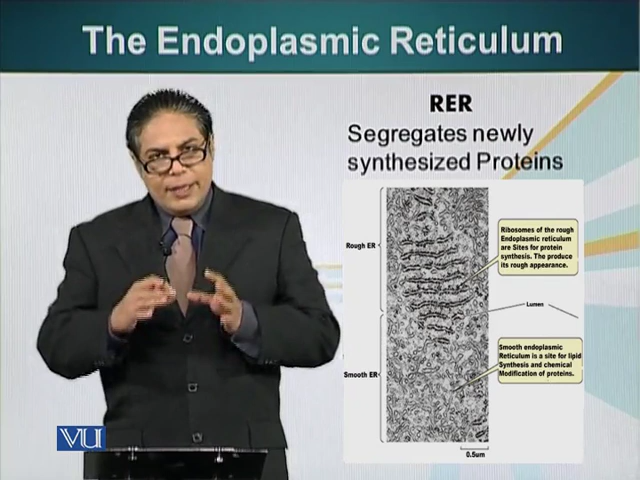 The Endoplasmic Reticulum
RER
Segregates newly
synthesized Proteins
Rough ER
Ribosomes of the rough
Endoplasmic reticulum
are Sites for protein
synthesis. The produce
its rough appearance.
Lumen
Smooth endoplasmic
Reticulum is a site for lipid
Synthesis and chemical
Modification of proteins.
Smooth ER
0.5um
VU